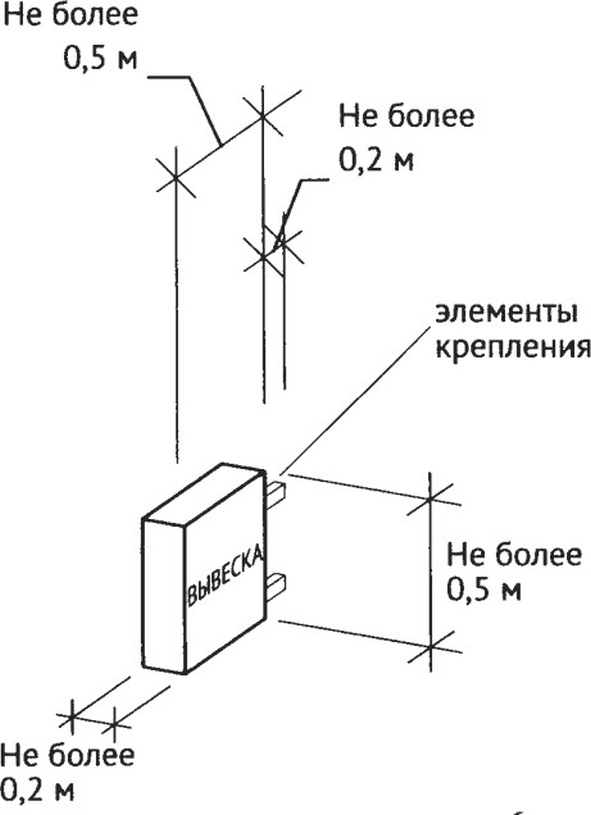 Не более
0,5 м
Не более
0,2 м
элементы
крепления
ВЫВЕСКА
Не более
0,5 м
Не более
0,2 м